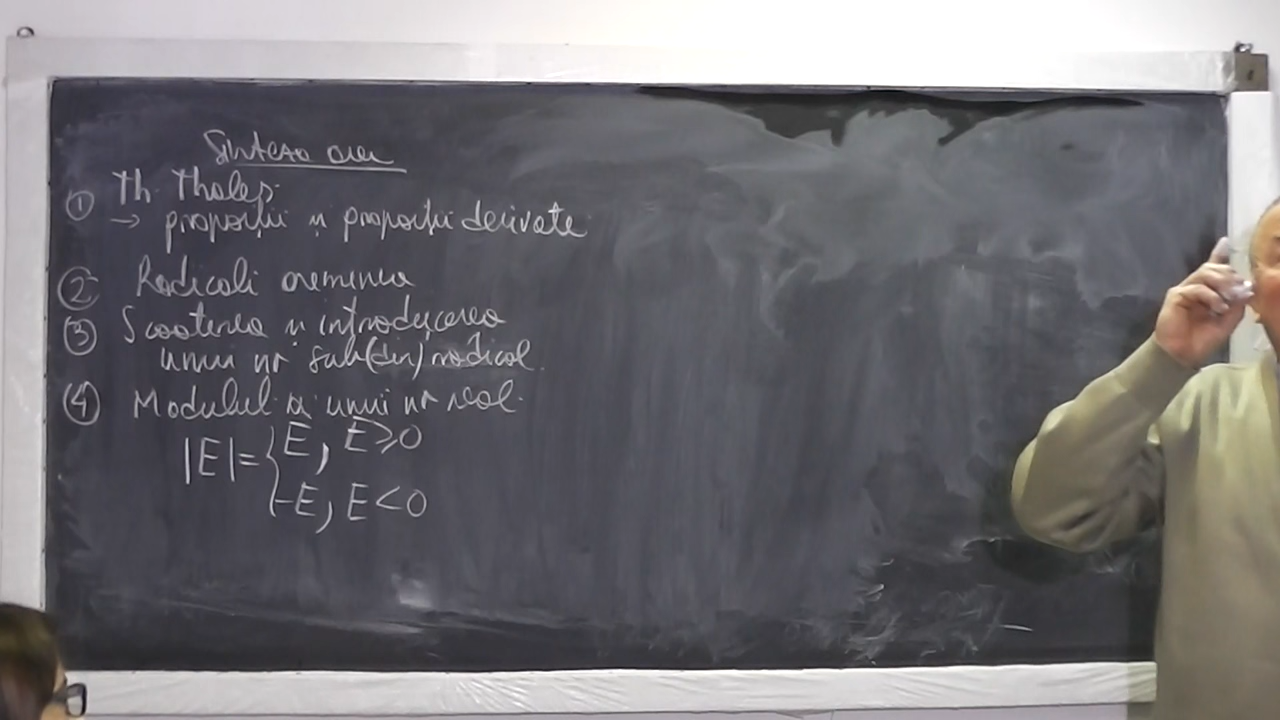 Sinteza orei
① Th. Thales
→ proporții și proporții derivate
② Radicali asemenea
③ Scoaterea și introducerea
unui nr sub(din) radical.
④ Modulul a unui nr real.
|E|={E, E≥0
-E, E<0